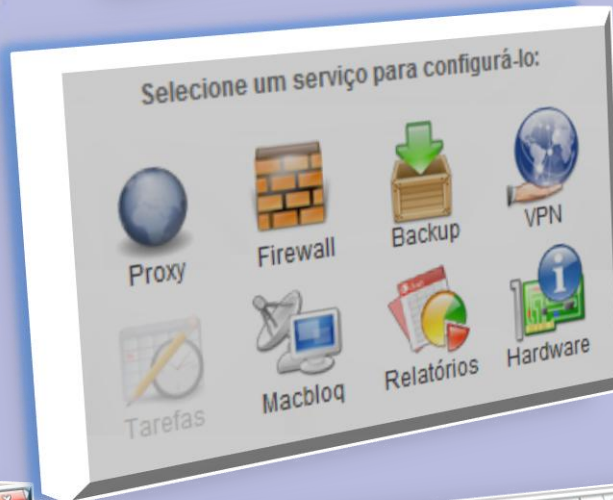 Selecione um serviço para configurá-lo:
Proxy
Firewall
Backup
VPN
Tarefas
Macbloq
Relatórios
Hardware